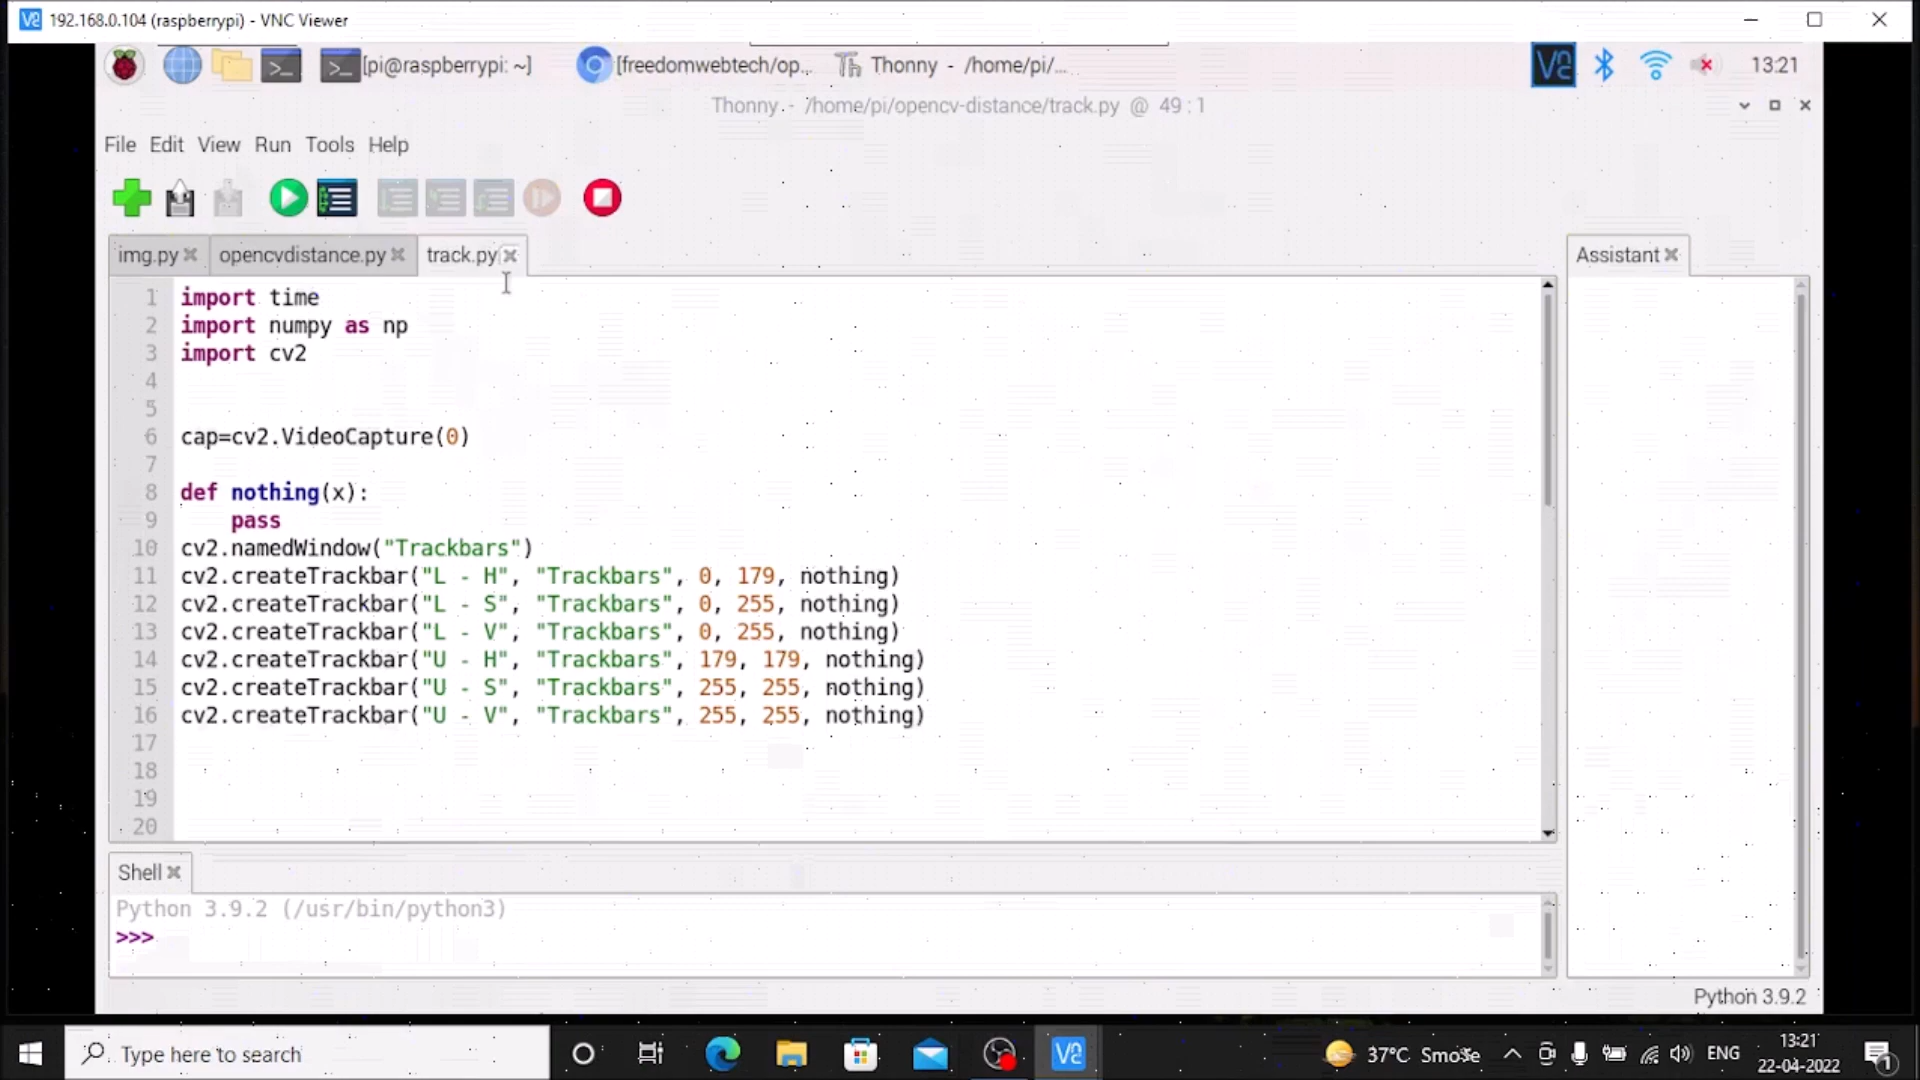 192.168.0.104 (raspberrypi) - VNC Viewer
[pi@raspberrypi: ~] [freedomwebtech/op... Thonny - /home/pi/... 13:21
Thonny - /home/pi/opencv-distance/track.py @ 49 : 1
File Edit View Run Tools Help
img.py opencvdistance.py track.py Assistant
1 import time
2 import numpy as np
3 import cv2
4
5
6 cap=cv2.VideoCapture(0)
7
8 def nothing(x):
9     pass
10 cv2.namedWindow("Trackbars")
11 cv2.createTrackbar("L - H", "Trackbars", 0, 179, nothing)
12 cv2.createTrackbar("L - S", "Trackbars", 0, 255, nothing)
13 cv2.createTrackbar("L - V", "Trackbars", 0, 255, nothing)
14 cv2.createTrackbar("U - H", "Trackbars", 179, 179, nothing)
15 cv2.createTrackbar("U - S", "Trackbars", 255, 255, nothing)
16 cv2.createTrackbar("U - V", "Trackbars", 255, 255, nothing)
17
18
19
20
Shell
Python 3.9.2 (/usr/bin/python3)
>>>
Python 3.9.2
Type here to search
37°C Smoke
ENG
13:21
22-04-2022
1